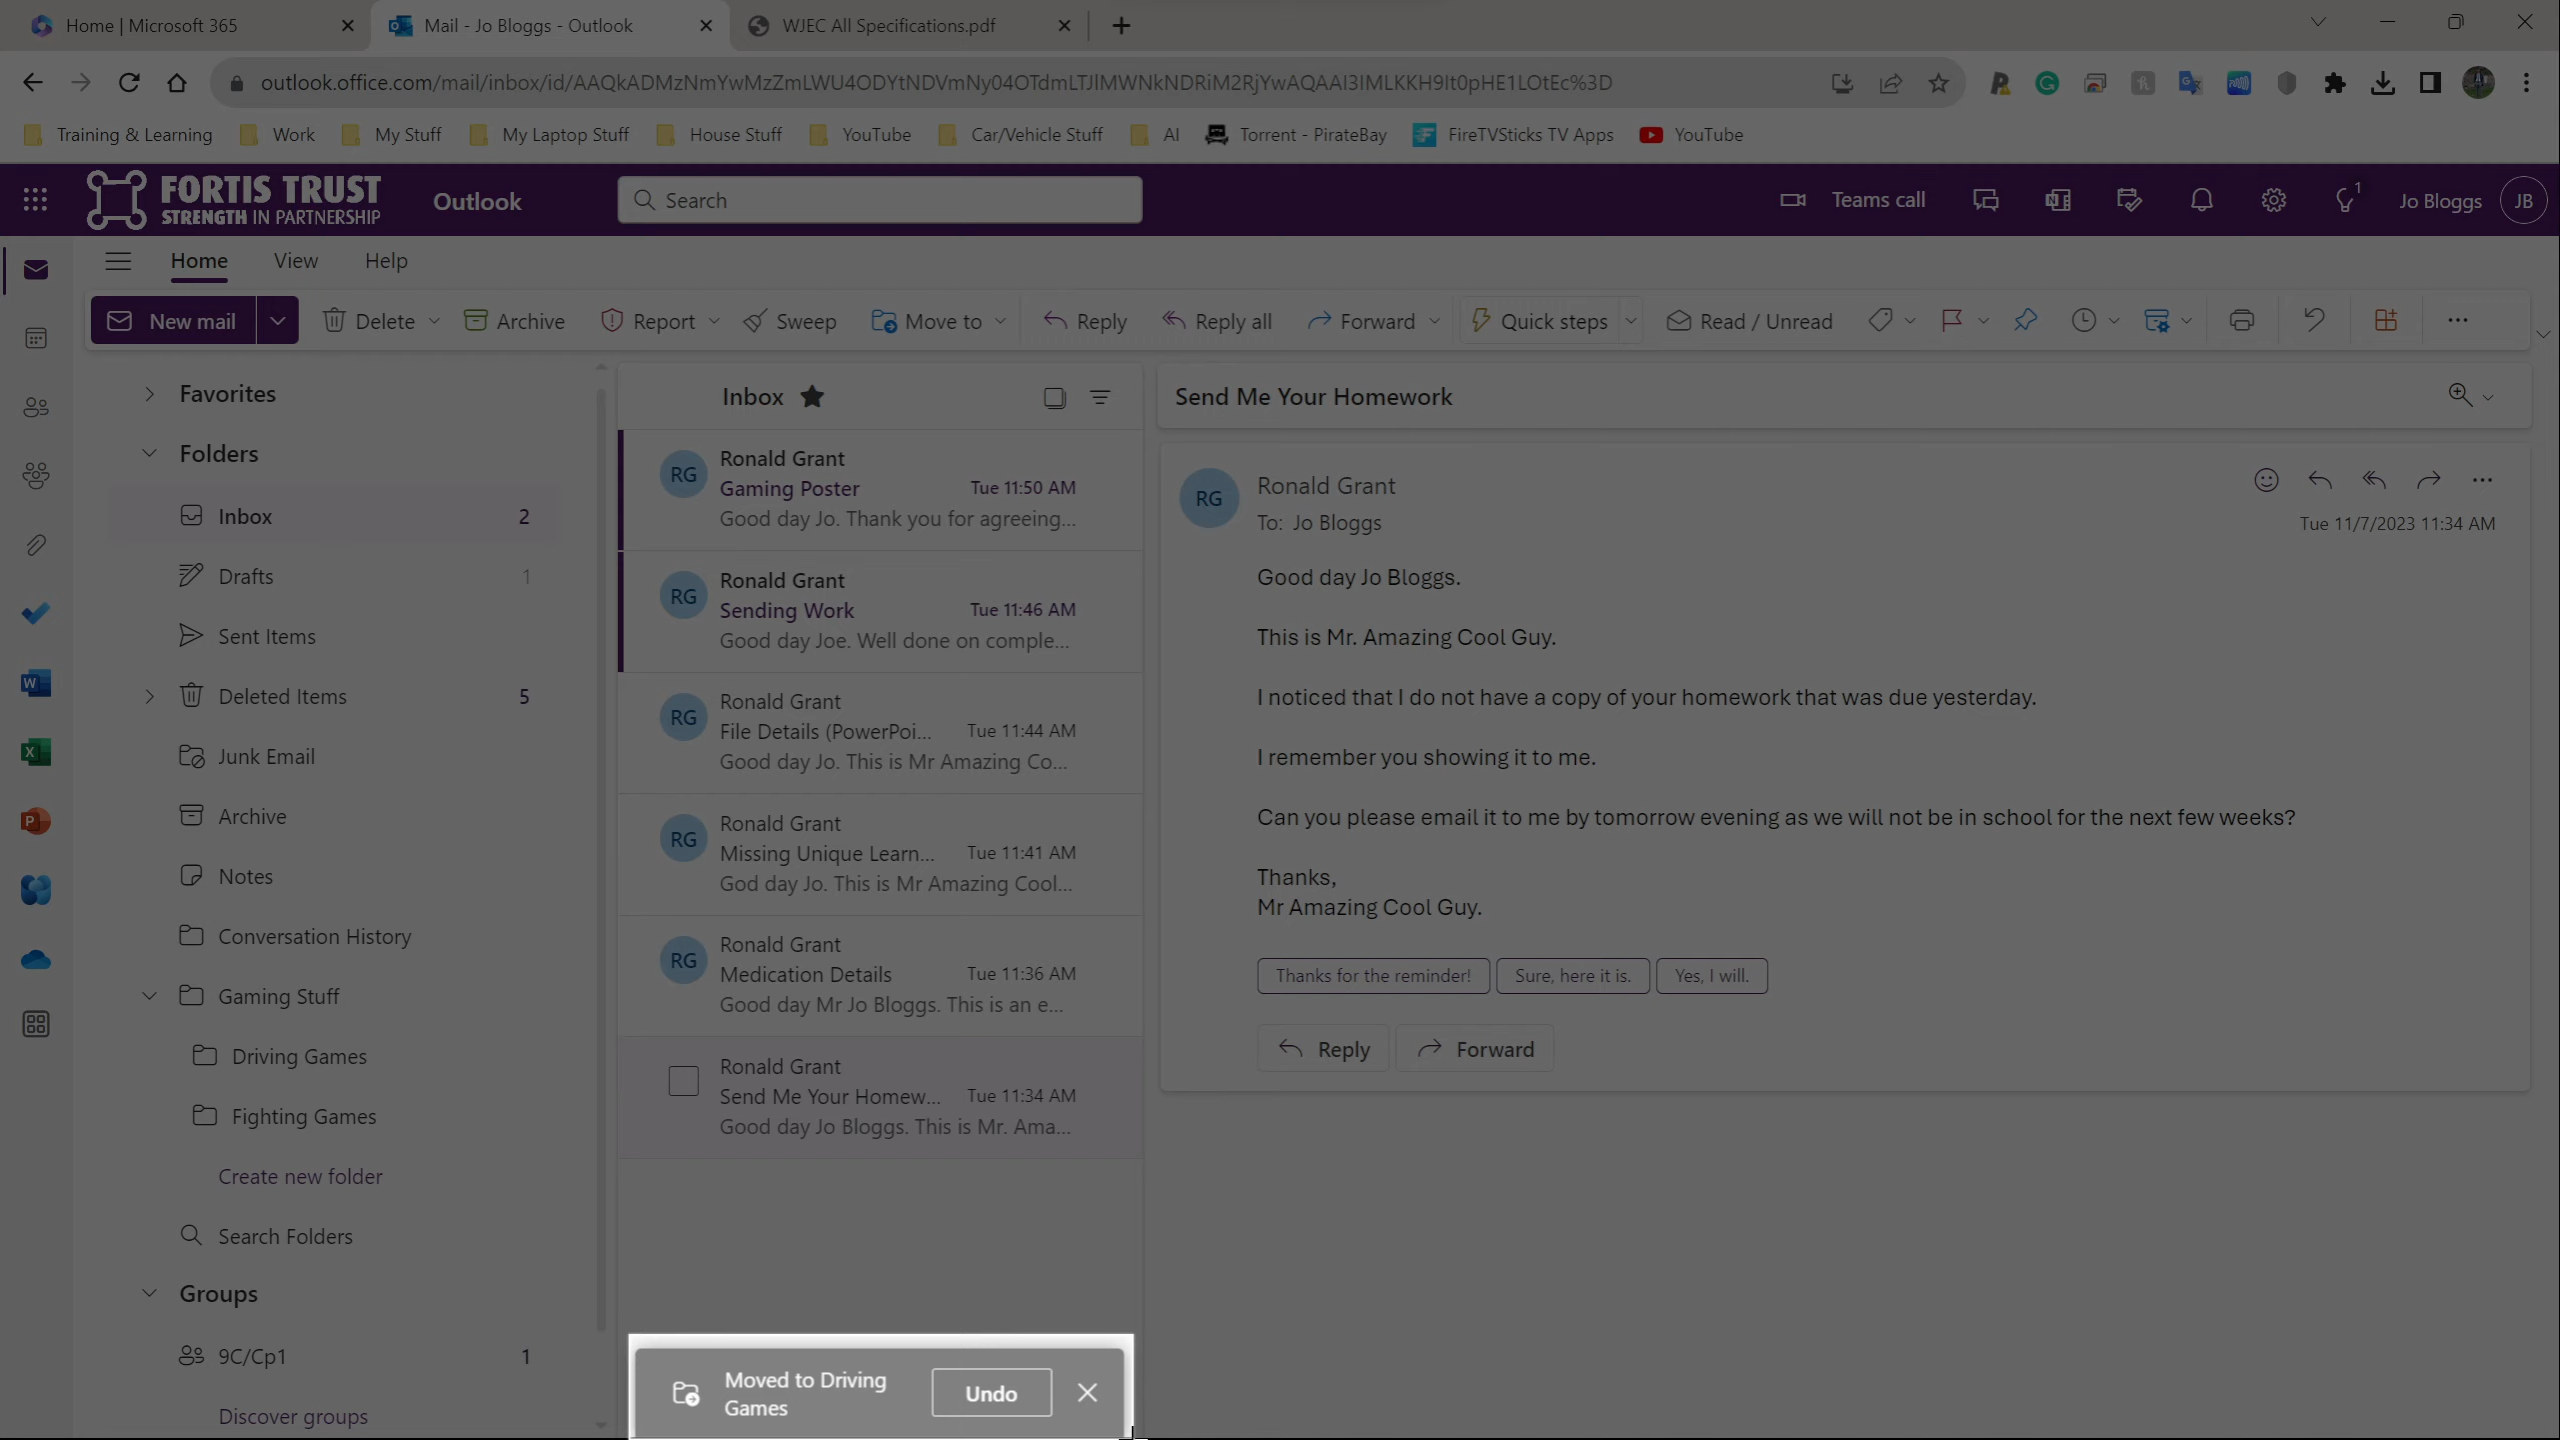 Home | Microsoft 365
Mail - Jo Bloggs - Outlook
WJEC All Specifications.pdf
outlook.office.com/mail/inbox/id/AAQkADMzNmYwMzZmLWU4ODYtNDVmNy04OTdmLTJlMWNkNDRiM2RjYwAQAAI3IMLKKH9It0pHE1LOtEc%3D
Training & Learning
Work
My Stuff
My Laptop Stuff
House Stuff
YouTube
Car/Vehicle Stuff
AI
Torrent - PirateBay
FireTVSticks TV Apps
YouTube
FORTIS TRUST
STRENGTH IN PARTNERSHIP
Outlook
Search
Teams call
1
Jo Bloggs
JB
Home
View
Help
New mail
Delete
Archive
Report
Sweep
Move to
Reply
Reply all
Forward
Quick steps
Read / Unread
Favorites
Folders
Inbox 2
Drafts 1
Sent Items
Deleted Items 5
Junk Email
Archive
Notes
Conversation History
Gaming Stuff
Driving Games
Fighting Games
Create new folder
Search Folders
Groups
9C/Cp1 1
Discover groups
Inbox
RG
Ronald Grant
Gaming Poster Tue 11:50 AM
Good day Jo. Thank you for agreeing...
RG
Ronald Grant
Sending Work Tue 11:46 AM
Good day Joe. Well done on comple...
RG
Ronald Grant
File Details (PowerPoi... Tue 11:44 AM
Good day Jo. This is Mr Amazing Co...
RG
Ronald Grant
Missing Unique Learn... Tue 11:41 AM
God day Jo. This is Mr Amazing Cool...
RG
Ronald Grant
Medication Details Tue 11:36 AM
Good day Mr Jo Bloggs. This is an e...
Ronald Grant
Send Me Your Homew... Tue 11:34 AM
Good day Jo Bloggs. This is Mr. Ama...
Moved to Driving
Games
Undo
Send Me Your Homework
RG
Ronald Grant
To: Jo Bloggs
Tue 11/7/2023 11:34 AM
Good day Jo Bloggs.
This is Mr. Amazing Cool Guy.
I noticed that I do not have a copy of your homework that was due yesterday.
I remember you showing it to me.
Can you please email it to me by tomorrow evening as we will not be in school for the next few weeks?
Thanks,
Mr Amazing Cool Guy.
Thanks for the reminder!
Sure, here it is.
Yes, I will.
Reply
Forward